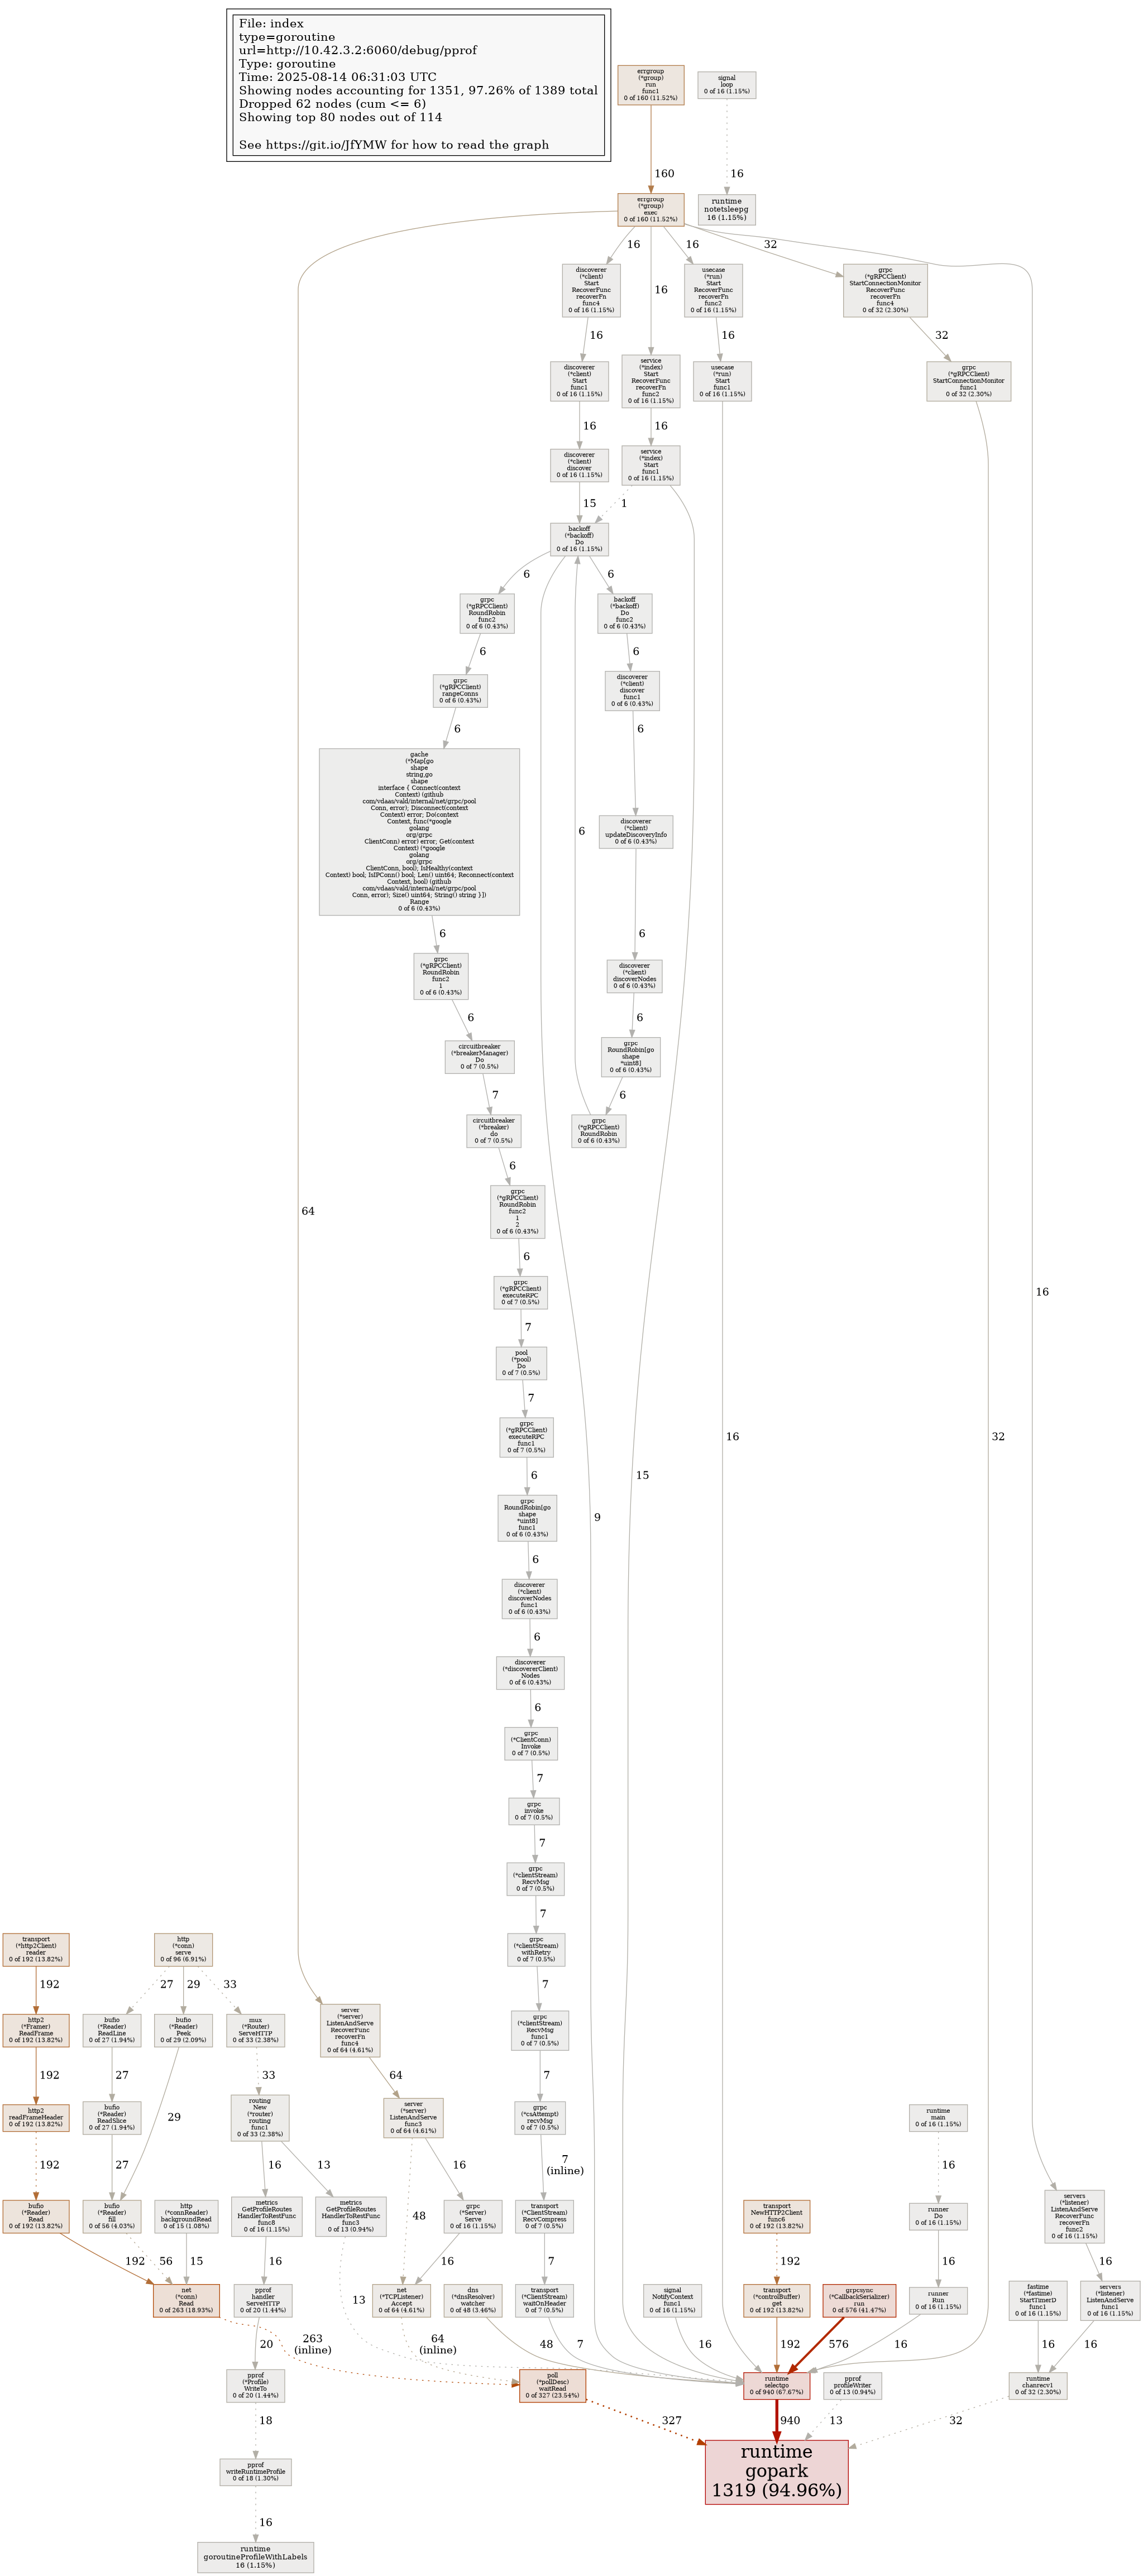 File: index
type=goroutine
url=http://10.42.3.2:6060/debug/pprof
Type: goroutine
Time: 2025-08-14 06:31:03 UTC
Showing nodes accounting for 1351, 97.26% of 1389 total
Dropped 62 nodes (cum <= 6)
Showing top 80 nodes out of 114
See https://git.io/JfYMW for how to read the graph
errgroup
(*group)
run
func1
0 of 160 (11.52%)
signal
loop
0 of 16 (1.15%)
160
16
errgroup
(*group)
exec
0 of 160 (11.52%)
runtime
notetsleepg
16 (1.15%)
16
16
16
32
discoverer
(*client)
Start
RecoverFunc
recoverFn
func4
0 of 16 (1.15%)
usecase
(*run)
Start
RecoverFunc
recoverFn
func2
0 of 16 (1.15%)
grpc
(*gRPCClient)
StartConnectionMonitor
RecoverFunc
recoverFn
func4
0 of 32 (2.30%)
16
16
32
discoverer
(*client)
Start
func1
0 of 16 (1.15%)
service
(*index)
Start
RecoverFunc
recoverFn
func2
0 of 16 (1.15%)
usecase
(*run)
Start
func1
0 of 16 (1.15%)
grpc
(*gRPCClient)
StartConnectionMonitor
func1
0 of 32 (2.30%)
16
16
discoverer
(*client)
discover
0 of 16 (1.15%)
service
(*index)
Start
func1
0 of 16 (1.15%)
15
1
backoff
(*backoff)
Do
0 of 16 (1.15%)
6
6
grpc
(*gRPCClient)
RoundRobin
func2
0 of 6 (0.43%)
backoff
(*backoff)
Do
func2
0 of 6 (0.43%)
6
6
grpc
(*gRPCClient)
rangeConns
0 of 6 (0.43%)
discoverer
(*client)
discover
func1
0 of 6 (0.43%)
6
6
gache
(*Map[go
shape
string,go
shape
interface { Connect(context
Context) (github
com/vdaas/vald/internal/net/grpc/pool
Conn, error); Disconnect(context
Context) error; Do(context
Context, func(*google
golang
org/grpc
ClientConn) error) error; Get(context
Context) (*google
golang
org/grpc
ClientConn, bool); IsHealthy(context
Context) bool; IsIPConn() bool; Len() uint64; Reconnect(context
Context, bool) (github
com/vdaas/vald/internal/net/grpc/pool
Conn, error); Size() uint64; String() string }])
Range
0 of 6 (0.43%)
6
discoverer
(*client)
updateDiscoveryInfo
0 of 6 (0.43%)
6
6
grpc
(*gRPCClient)
RoundRobin
func2
1
0 of 6 (0.43%)
discoverer
(*client)
discoverNodes
0 of 6 (0.43%)
6
6
circuitbreaker
(*breakerManager)
Do
0 of 7 (0.5%)
grpc
RoundRobin[go
shape
*uint8]
0 of 6 (0.43%)
7
6
circuitbreaker
(*breaker)
do
0 of 7 (0.5%)
grpc
(*gRPCClient)
RoundRobin
0 of 6 (0.43%)
6
64
grpc
(*gRPCClient)
RoundRobin
func2
1
2
0 of 6 (0.43%)
6
16
grpc
(*gRPCClient)
executeRPC
0 of 7 (0.5%)
7
pool
(*pool)
Do
0 of 7 (0.5%)
7
grpc
(*gRPCClient)
executeRPC
func1
0 of 7 (0.5%)
16
32
6
15
grpc
RoundRobin[go
shape
*uint8]
func1
0 of 6 (0.43%)
9
6
discoverer
(*client)
discoverNodes
func1
0 of 6 (0.43%)
6
discoverer
(*discovererClient)
Nodes
0 of 6 (0.43%)
6
grpc
(*ClientConn)
Invoke
0 of 7 (0.5%)
7
grpc
invoke
0 of 7 (0.5%)
7
grpc
(*clientStream)
RecvMsg
0 of 7 (0.5%)
7
transport
(*http2Client)
reader
0 of 192 (13.82%)
http
(*conn)
serve
0 of 96 (6.91%)
grpc
(*clientStream)
withRetry
0 of 7 (0.5%)
192
27
29
33
7
http2
(*Framer)
ReadFrame
0 of 192 (13.82%)
bufio
(*Reader)
ReadLine
0 of 27 (1.94%)
bufio
(*Reader)
Peek
0 of 29 (2.09%)
mux
(*Router)
ServeHTTP
0 of 33 (2.38%)
server
(*server)
ListenAndServe
RecoverFunc
recoverFn
func4
0 of 64 (4.61%)
grpc
(*clientStream)
RecvMsg
func1
0 of 7 (0.5%)
192
27
33
64
7
http2
readFrameHeader
0 of 192 (13.82%)
bufio
(*Reader)
ReadSlice
0 of 27 (1.94%)
29
routing
New
(*router)
routing
func1
0 of 33 (2.38%)
server
(*server)
ListenAndServe
func3
0 of 64 (4.61%)
grpc
(*csAttempt)
recvMsg
0 of 7 (0.5%)
runtime
main
0 of 16 (1.15%)
192
27
16
13
16
7
(inline)
16
bufio
(*Reader)
Read
0 of 192 (13.82%)
bufio
(*Reader)
fill
0 of 56 (4.03%)
http
(*connReader)
backgroundRead
0 of 15 (1.08%)
metrics
GetProfileRoutes
HandlerToRestFunc
func8
0 of 16 (1.15%)
metrics
GetProfileRoutes
HandlerToRestFunc
func3
0 of 13 (0.94%)
48
grpc
(*Server)
Serve
0 of 16 (1.15%)
transport
(*ClientStream)
RecvCompress
0 of 7 (0.5%)
transport
NewHTTP2Client
func6
0 of 192 (13.82%)
runner
Do
0 of 16 (1.15%)
servers
(*listener)
ListenAndServe
RecoverFunc
recoverFn
func2
0 of 16 (1.15%)
192
56
15
16
16
7
192
16
16
net
(*conn)
Read
0 of 263 (18.93%)
pprof
handler
ServeHTTP
0 of 20 (1.44%)
13
net
(*TCPListener)
Accept
0 of 64 (4.61%)
dns
(*dnsResolver)
watcher
0 of 48 (3.46%)
transport
(*ClientStream)
waitOnHeader
0 of 7 (0.5%)
signal
NotifyContext
func1
0 of 16 (1.15%)
transport
(*controlBuffer)
get
0 of 192 (13.82%)
grpcsync
(*CallbackSerializer)
run
0 of 576 (41.47%)
runner
Run
0 of 16 (1.15%)
fastime
(*fastime)
StartTimerD
func1
0 of 16 (1.15%)
servers
(*listener)
ListenAndServe
func1
0 of 16 (1.15%)
20
263
(inline)
64
(inline)
48
7
16
192
576
16
16
16
pprof
(*Profile)
WriteTo
0 of 20 (1.44%)
poll
(*pollDesc)
waitRead
0 of 327 (23.54%)
runtime
selectgo
0 of 940 (67.67%)
pprof
profileWriter
0 of 13 (0.94%)
runtime
chanrecv1
0 of 32 (2.30%)
18
327
940
13
32
pprof
writeRuntimeProfile
0 of 18 (1.30%)
runtime
gopark
1319 (94.96%)
16
runtime
goroutineProfileWithLabels
16 (1.15%)